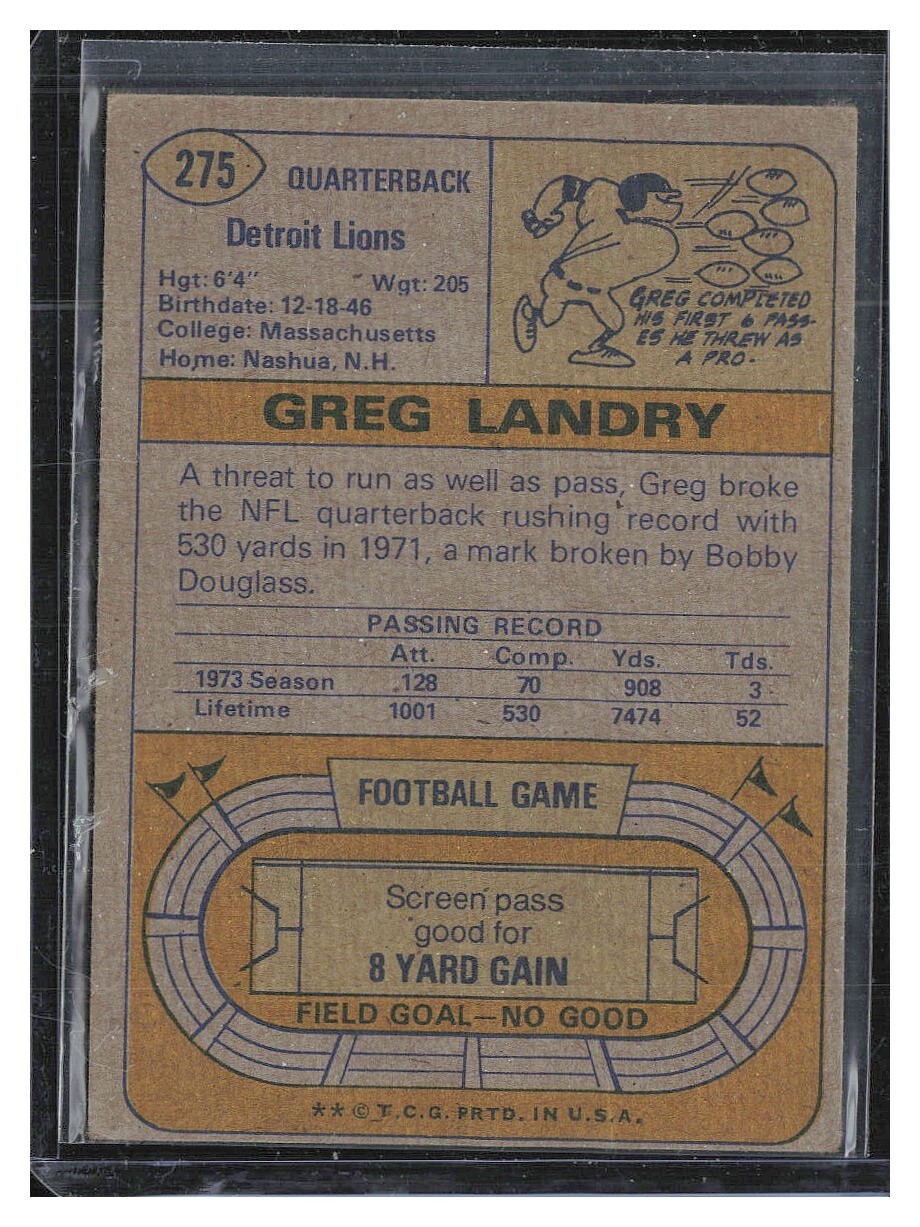 275
QUARTERBACK
Detroit Lions
Hgt: 6'4" Wgt: 205
Birthdate: 12-18-46
College: Massachusetts
Home: Nashua, N.H.
GREG COMPLETED
HIS FIRST 6 PASS-
ES HE THREW AS
A PRO.
GREG LANDRY
A threat to run as well as pass, Greg broke
the NFL quarterback rushing record with
530 yards in 1971, a mark broken by Bobby
Douglass.
PASSING RECORD
Att. Comp. Yds. Tds.
1973 Season 128 70 908 3
Lifetime 1001 530 7474 52
FOOTBALL GAME
Screen pass
good for
8 YARD GAIN
FIELD GOAL—NO GOOD
** © T.C.G. PRTD. IN U.S.A.